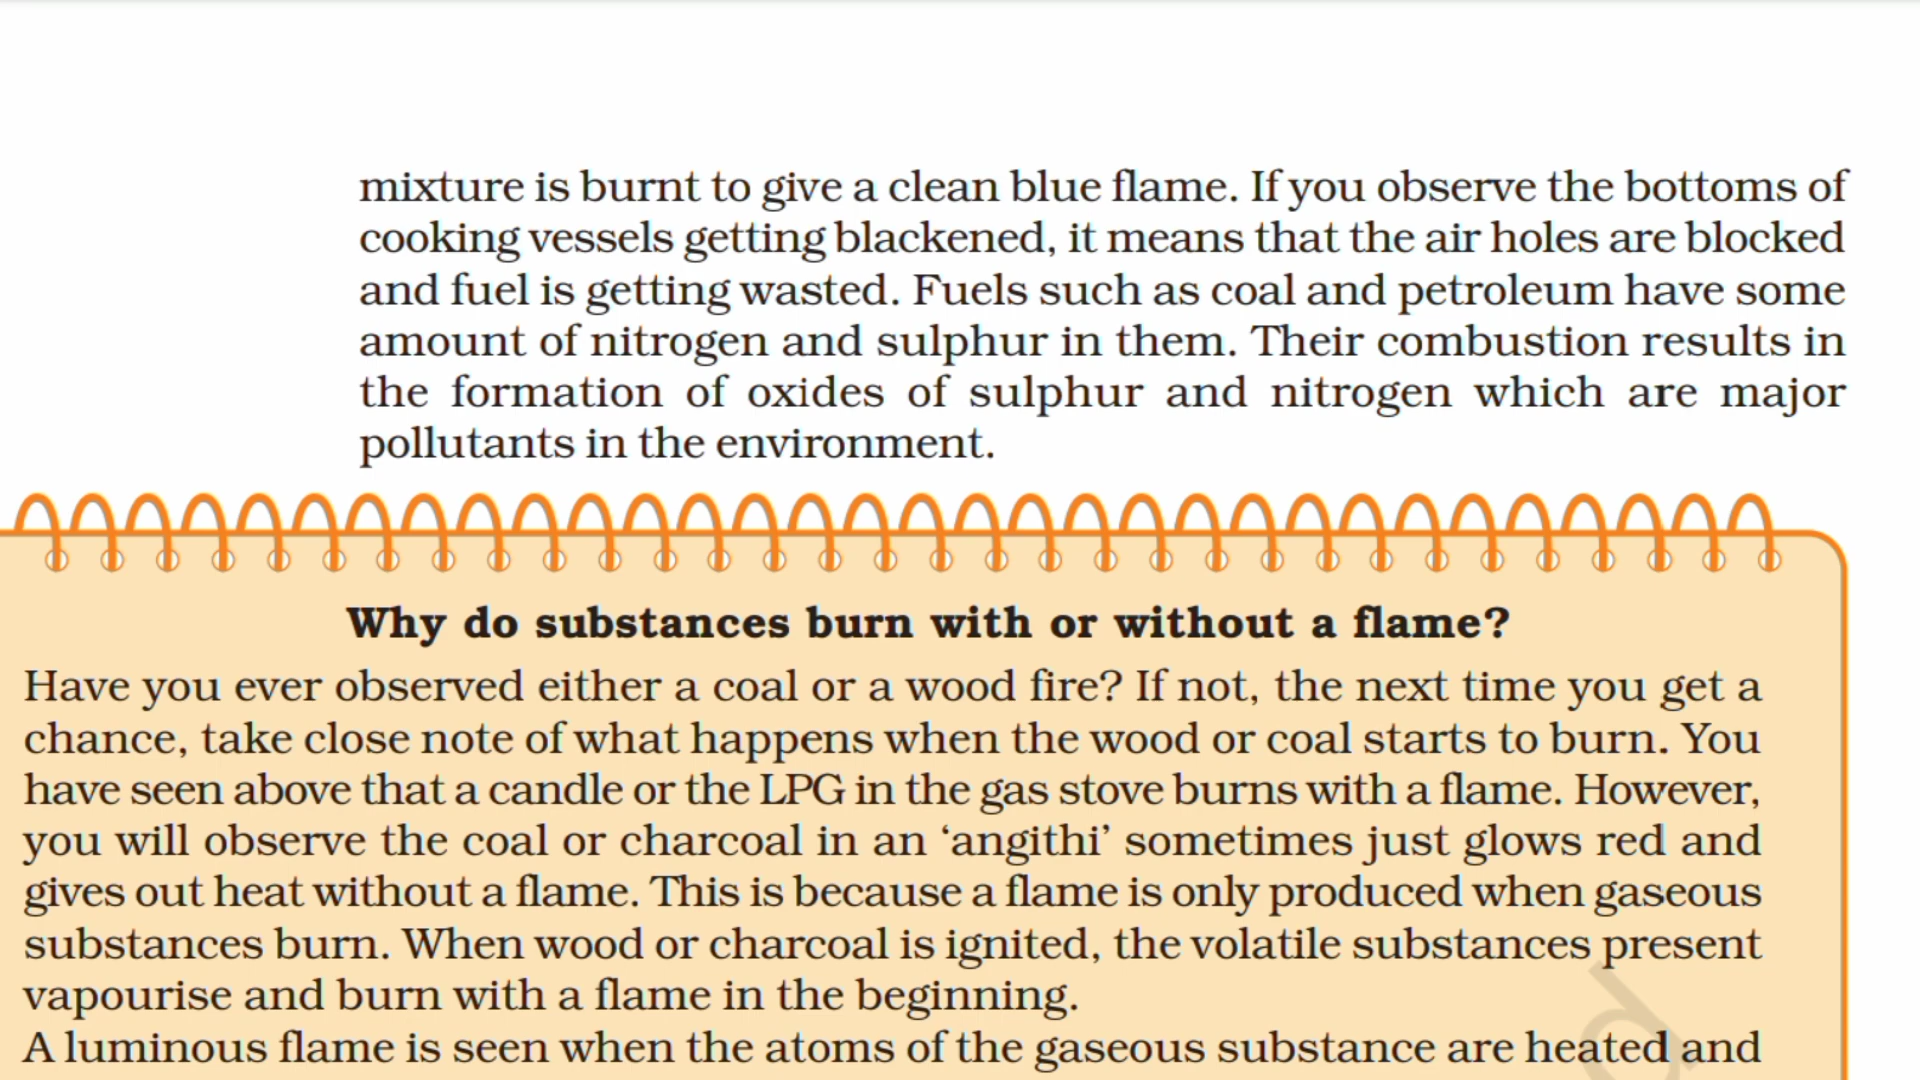 mixture is burnt to give a clean blue flame. If you observe the bottoms of
cooking vessels getting blackened, it means that the air holes are blocked
and fuel is getting wasted. Fuels such as coal and petroleum have some
amount of nitrogen and sulphur in them. Their combustion results in
the formation of oxides of sulphur and nitrogen which are major
pollutants in the environment.
Why do substances burn with or without a flame?
Have you ever observed either a coal or a wood fire? If not, the next time you get a
chance, take close note of what happens when the wood or coal starts to burn. You
have seen above that a candle or the LPG in the gas stove burns with a flame. However,
you will observe the coal or charcoal in an ‘angithi’ sometimes just glows red and
gives out heat without a flame. This is because a flame is only produced when gaseous
substances burn. When wood or charcoal is ignited, the volatile substances present
vapourise and burn with a flame in the beginning.
A luminous flame is seen when the atoms of the gaseous substance are heated and